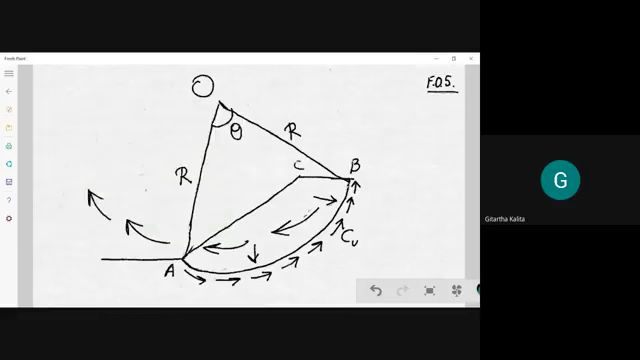 Fresh Paint
O
F.O.S.
θ
R
R
C
B
Cu
A
G
Gitartha Kalita